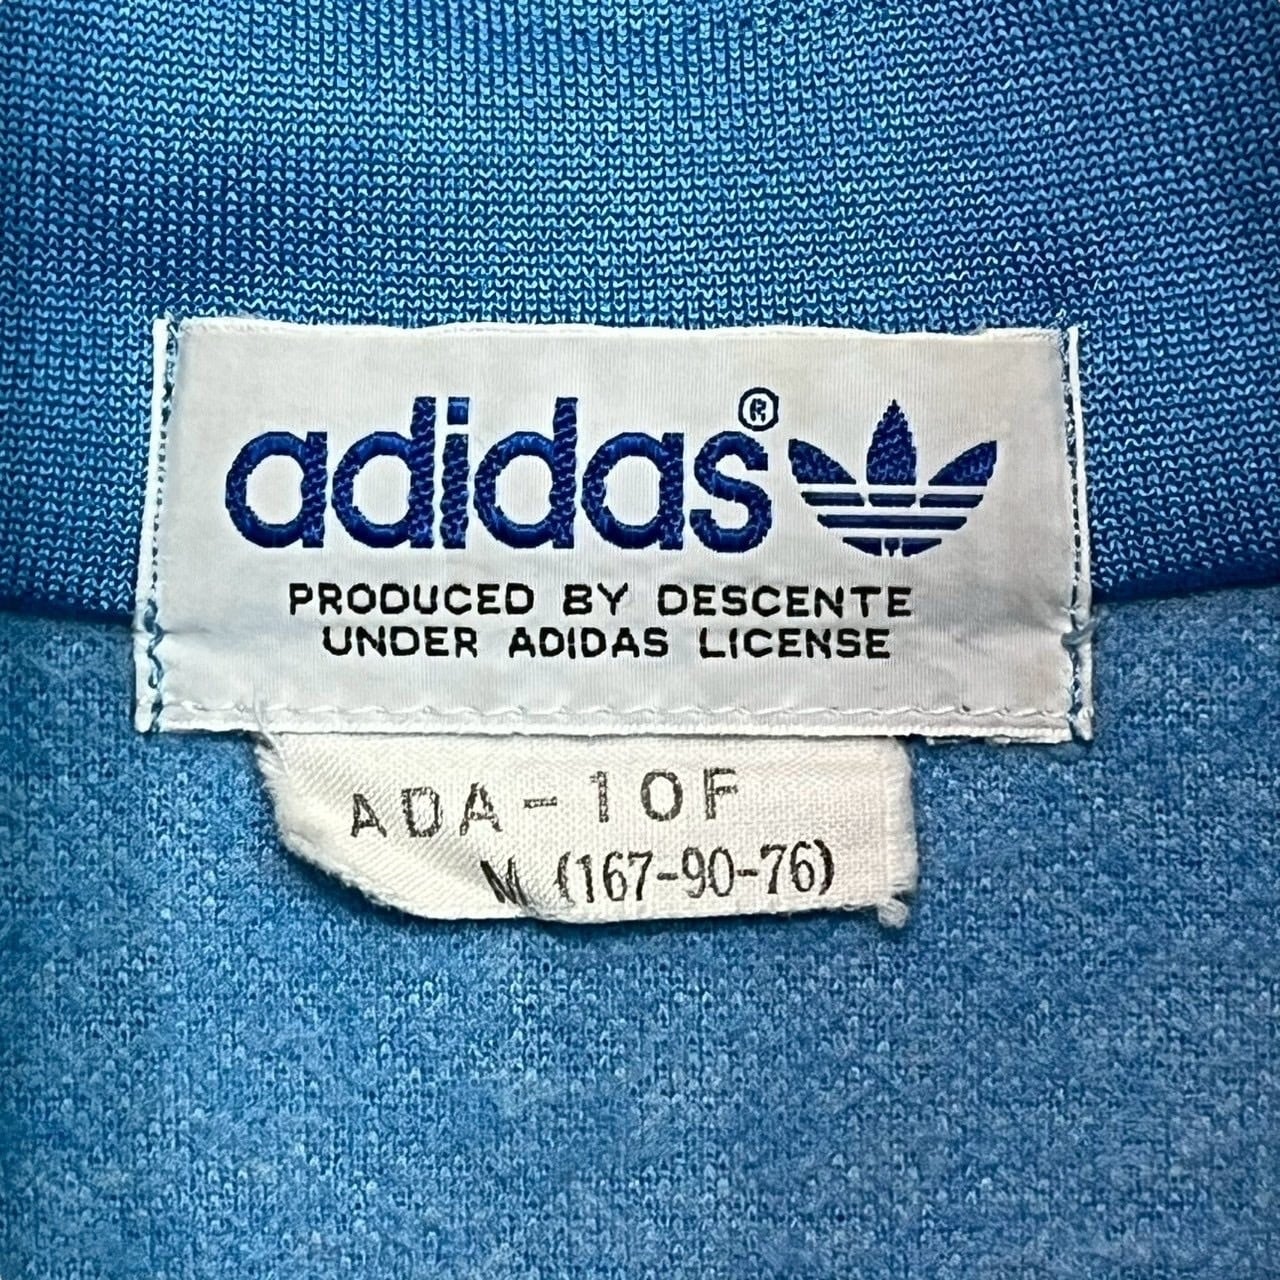 adidas®
PRODUCED BY DESCENTE
UNDER ADIDAS LICENSE
ADA-10F
M (167-90-76)